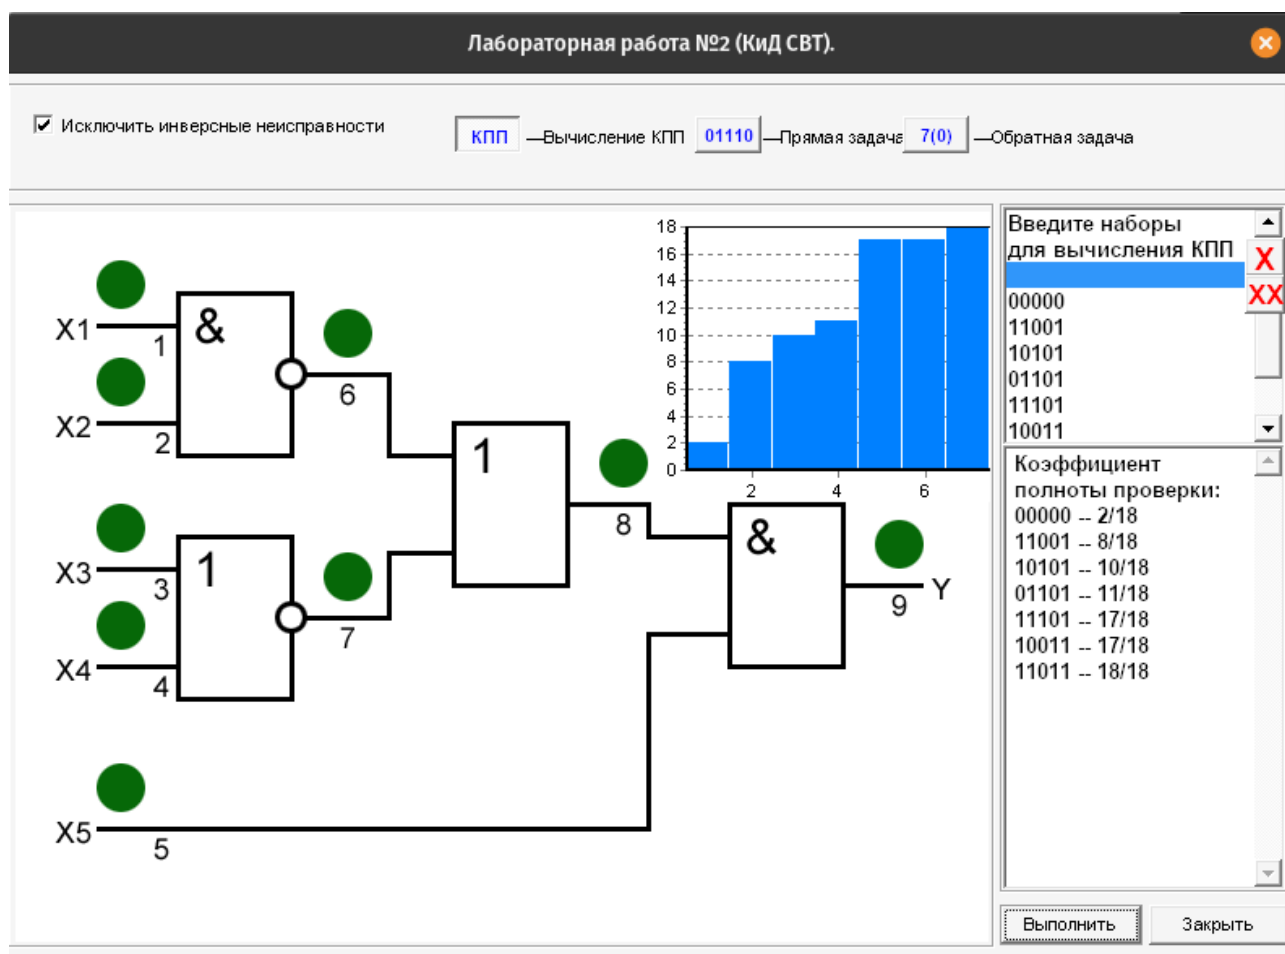 Лабораторная работа №2 (КиД СВТ).
Исключить инверсные неисправности
КПП —Вычисление КПП 01110 —Прямая задача 7(0) —Обратная задача
18
16
14
12
10
8
6
4
2
0
2 4 6
X1
1
&
X2
2
6
X3
3
1
X4
4
7
1
8
&
9
Y
X5
5
Введите наборы
для вычисления КПП
X
XX
00000
11001
10101
01101
11101
10011
Коэффициент
полноты проверки:
00000 -- 2/18
11001 -- 8/18
10101 -- 10/18
01101 -- 11/18
11101 -- 17/18
10011 -- 17/18
11011 -- 18/18
Выполнить Закрыть